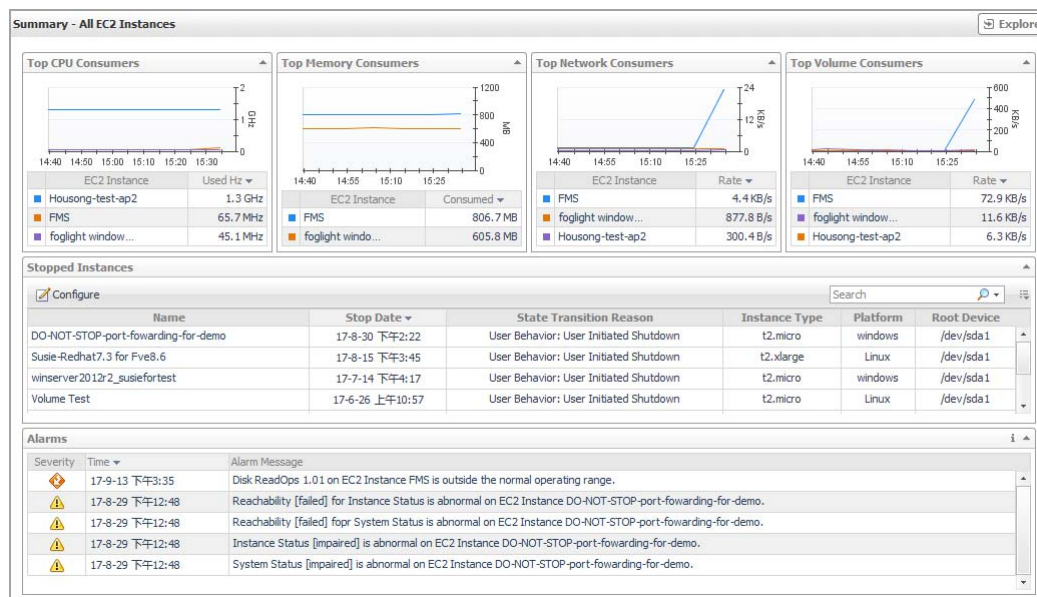 Summary - All EC2 Instances
Explore
Top CPU Consumers
2
1
0
GHz
14:40 14:50 15:00 15:10 15:20 15:30
EC2 Instance Used Hz
Housong-test-ap2 1.3 GHz
FMS 65.7 MHz
foglight window... 45.1 MHz
Top Memory Consumers
1200
800
400
0
MB
14:40 14:55 15:10 15:25
EC2 Instance Consumed
FMS 806.7 MB
foglight windo... 605.8 MB
Top Network Consumers
24
12
0
KB/s
14:40 14:55 15:10 15:25
EC2 Instance Rate
FMS 4.4 KB/s
foglight window... 877.8 B/s
Housong-test-ap2 300.4 B/s
Top Volume Consumers
600
400
200
0
KB/s
14:40 14:55 15:10 15:25
EC2 Instance Rate
FMS 72.9 KB/s
foglight window... 11.6 KB/s
Housong-test-ap2 6.3 KB/s
Stopped Instances
Configure Search
Name Stop Date State Transition Reason Instance Type Platform Root Device
DO-NOT-STOP-port-fowarding-for-demo 17-8-30 下午2:22 User Behavior: User Initiated Shutdown t2.micro windows /dev/sda1
Susie-Redhat7.3 for Fve8.6 17-8-15 下午3:45 User Behavior: User Initiated Shutdown t2.xlarge Linux /dev/sda1
winserver2012r2_susiefortest 17-7-14 下午4:17 User Behavior: User Initiated Shutdown t2.micro windows /dev/sda1
Volume Test 17-6-26 上午10:57 User Behavior: User Initiated Shutdown t2.micro Linux /dev/sda1
Alarms
Severity Time Alarm Message
17-9-13 下午3:35 Disk ReadOps 1.01 on EC2 Instance FMS is outside the normal operating range.
17-8-29 下午12:48 Reachability [failed] for Instance Status is abnormal on EC2 Instance DO-NOT-STOP-port-fowarding-for-demo.
17-8-29 下午12:48 Reachability [failed] fopr System Status is abnormal on EC2 Instance DO-NOT-STOP-port-fowarding-for-demo.
17-8-29 下午12:48 Instance Status [impaired] is abnormal on EC2 Instance DO-NOT-STOP-port-fowarding-for-demo.
17-8-29 下午12:48 System Status [impaired] is abnormal on EC2 Instance DO-NOT-STOP-port-fowarding-for-demo.